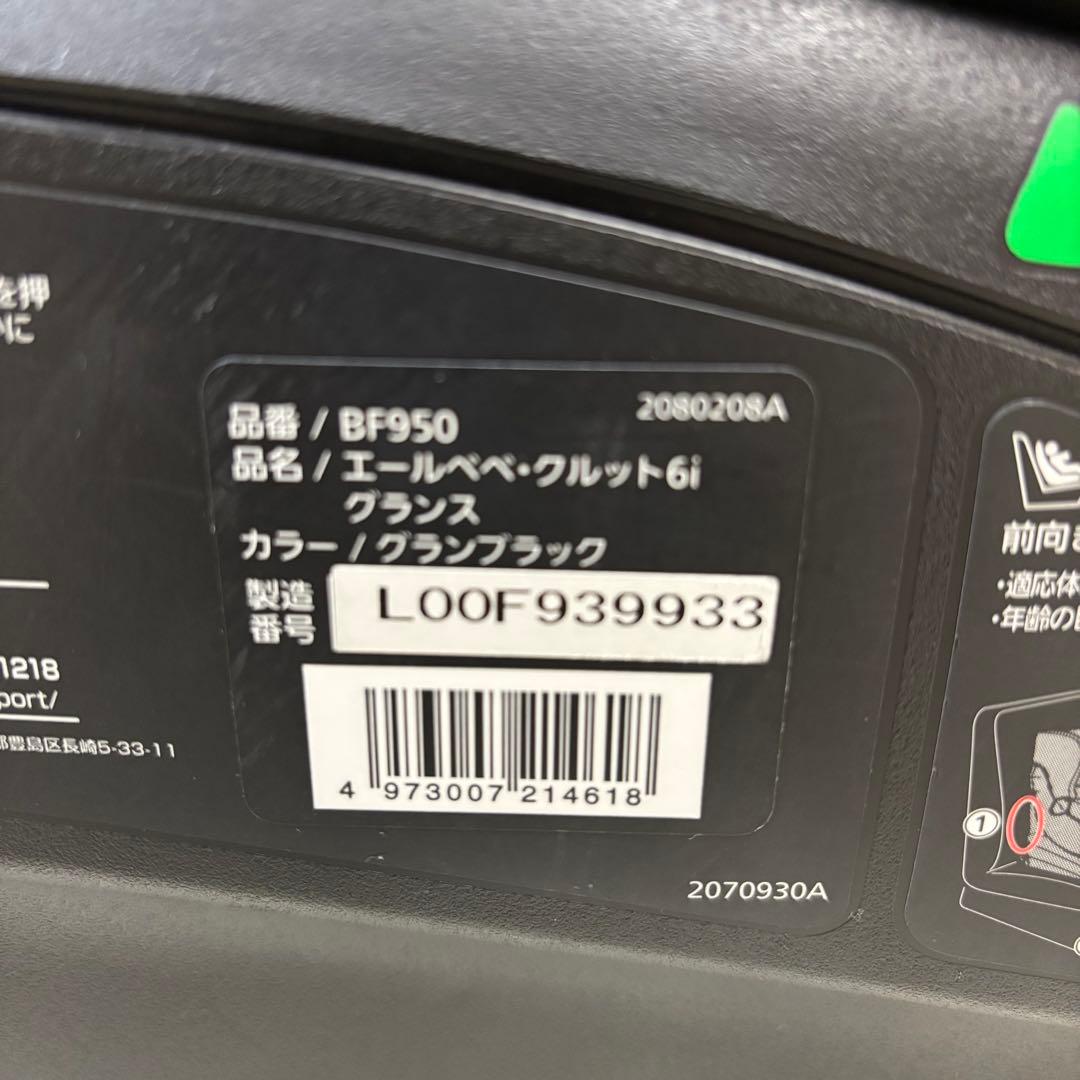 を押
に
品番 / BF950
2080208A
品名 / エールベベ・クルット6i
グランス
カラー / グランブラック
製造
番号
L00F939933
4 973007 214618
2070930A
1218
port/
豊島区長崎5-33-11
前向き
・適応体
・年齢の
1